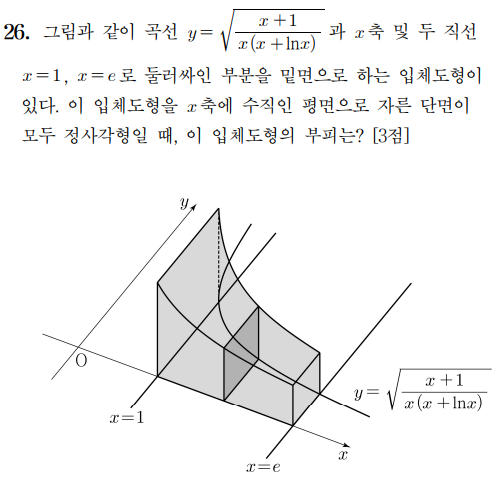 26. 그림과 같이 곡선 $y=\sqrt{\frac{x+1}{x(x+\ln x)}}$ 과 x축 및 두 직선
x=1, x=e로 둘러싸인 부분을 밑면으로 하는 입체도형이
있다. 이 입체도형을 x축에 수직인 평면으로 자른 단면이
모두 정사각형일 때, 이 입체도형의 부피는? [3점]
y
O
$y=\sqrt{\frac{x+1}{x(x+\ln x)}}$
x=1
x
x=e